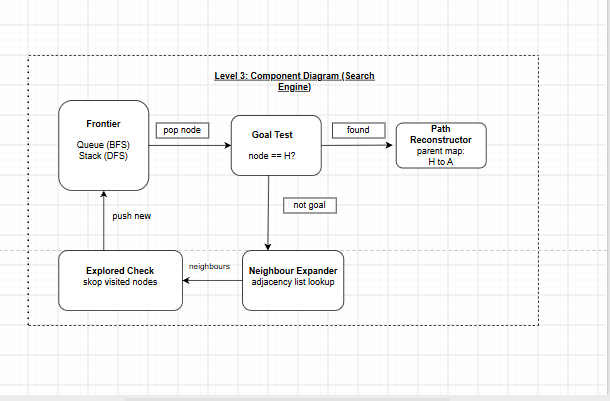 Level 3: Component Diagram (Search
Engine)
Frontier
Queue (BFS)
Stack (DFS)
pop node
Goal Test
node == H?
found
Path
Reconstructor
parent map:
H to A
not goal
push new
Explored Check
skop visited nodes
neighbours
Neighbour Expander
adjacency list lookup